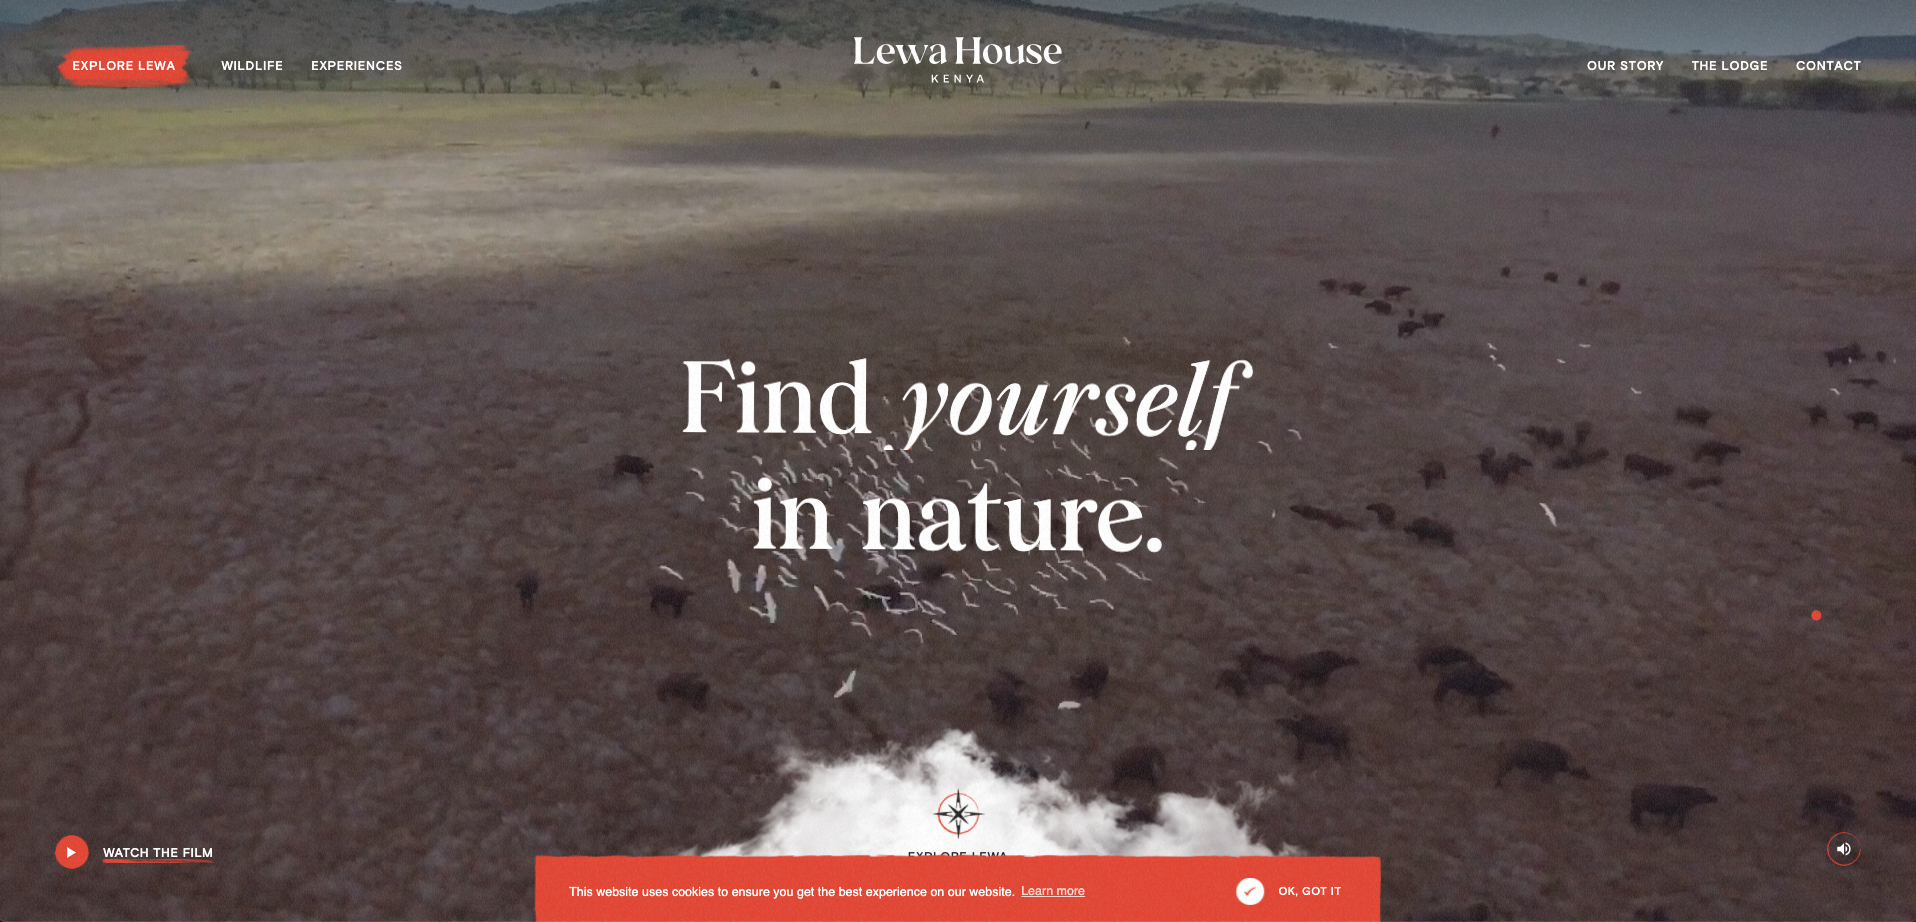 EXPLORE LEWA
WILDLIFE
EXPERIENCES
Lewa House
KENYA
OUR STORY
THE LODGE
CONTACT
Find yourself
in nature.
WATCH THE FILM
EXPLORE LEWA
This website uses cookies to ensure you get the best experience on our website. Learn more
OK, GOT IT